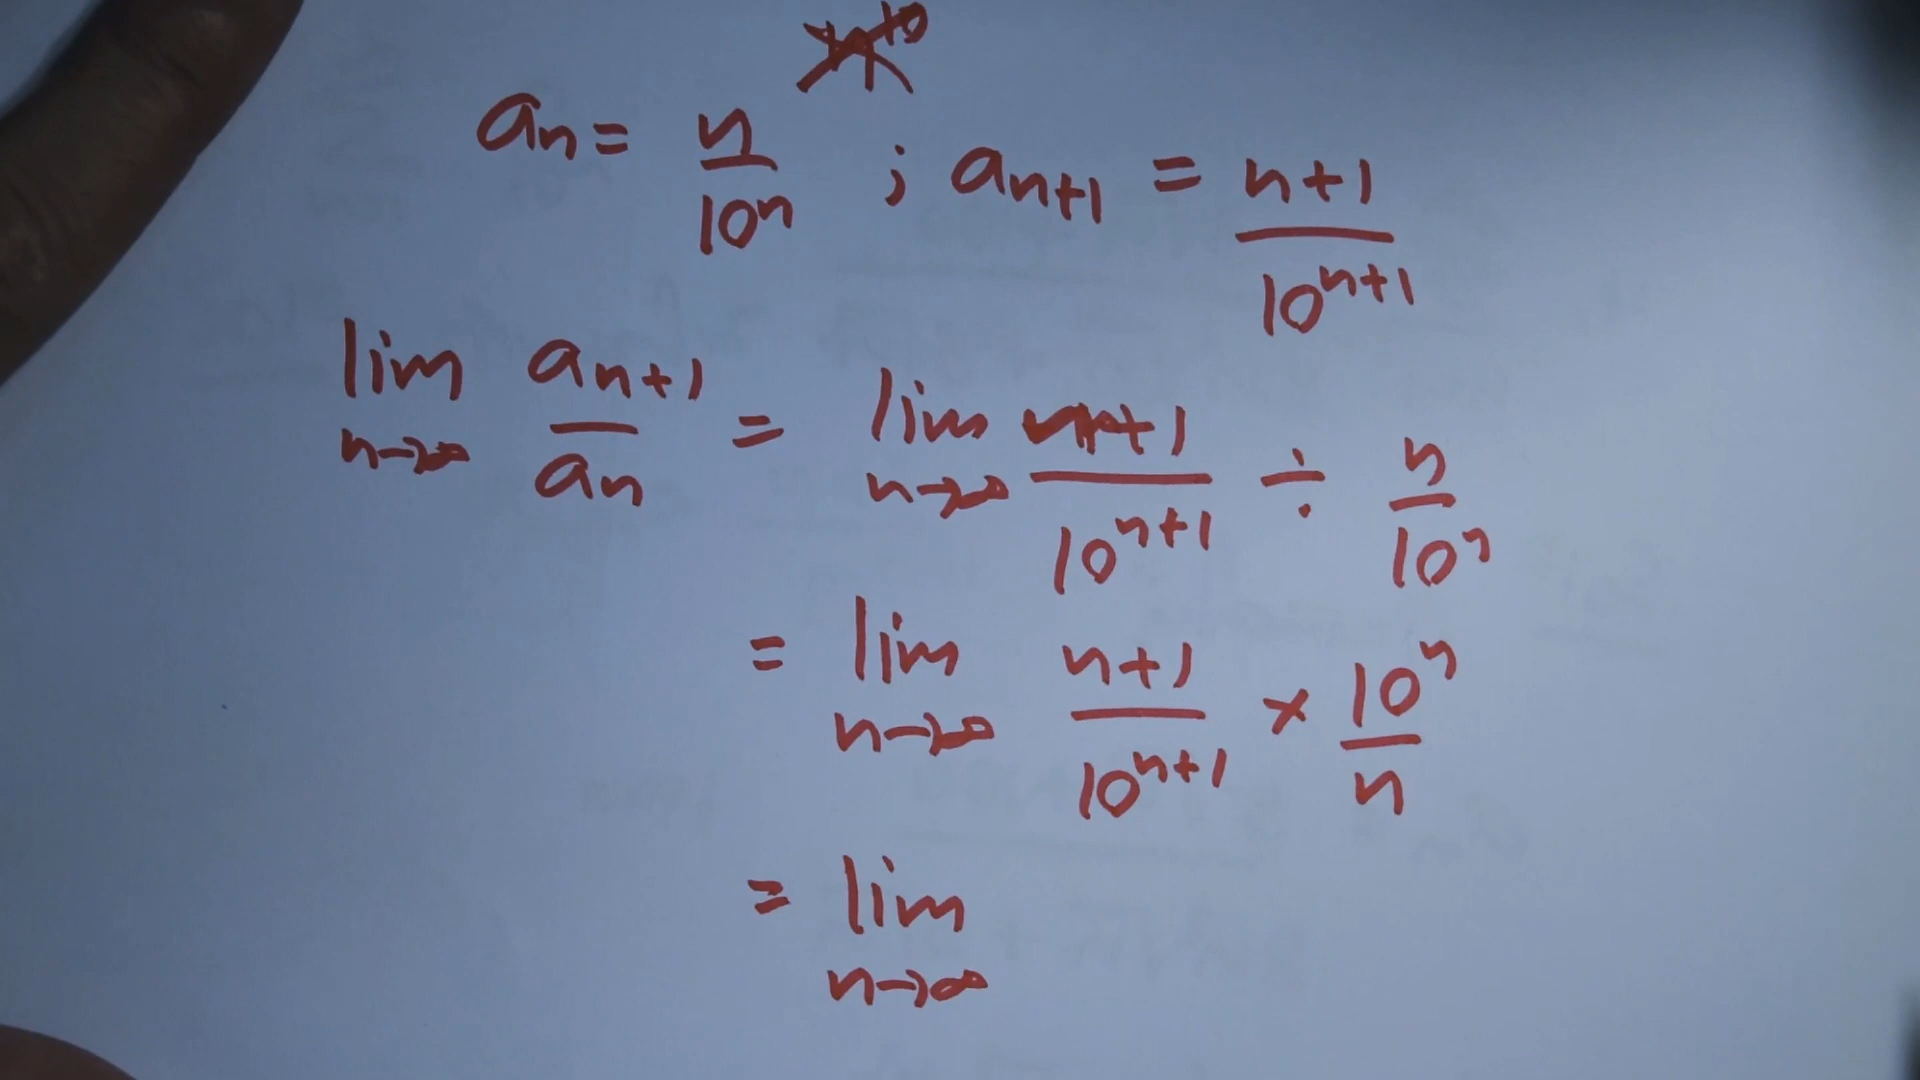 aₙ = n/10ⁿ ; aₙ₊₁ = n+1/10ⁿ⁺¹
lim n→∞ aₙ₊₁/aₙ = lim n→∞ n+1/10ⁿ⁺¹ ÷ n/10ⁿ
= lim n→∞ n+1/10ⁿ⁺¹ × 10ⁿ/n
= lim n→∞